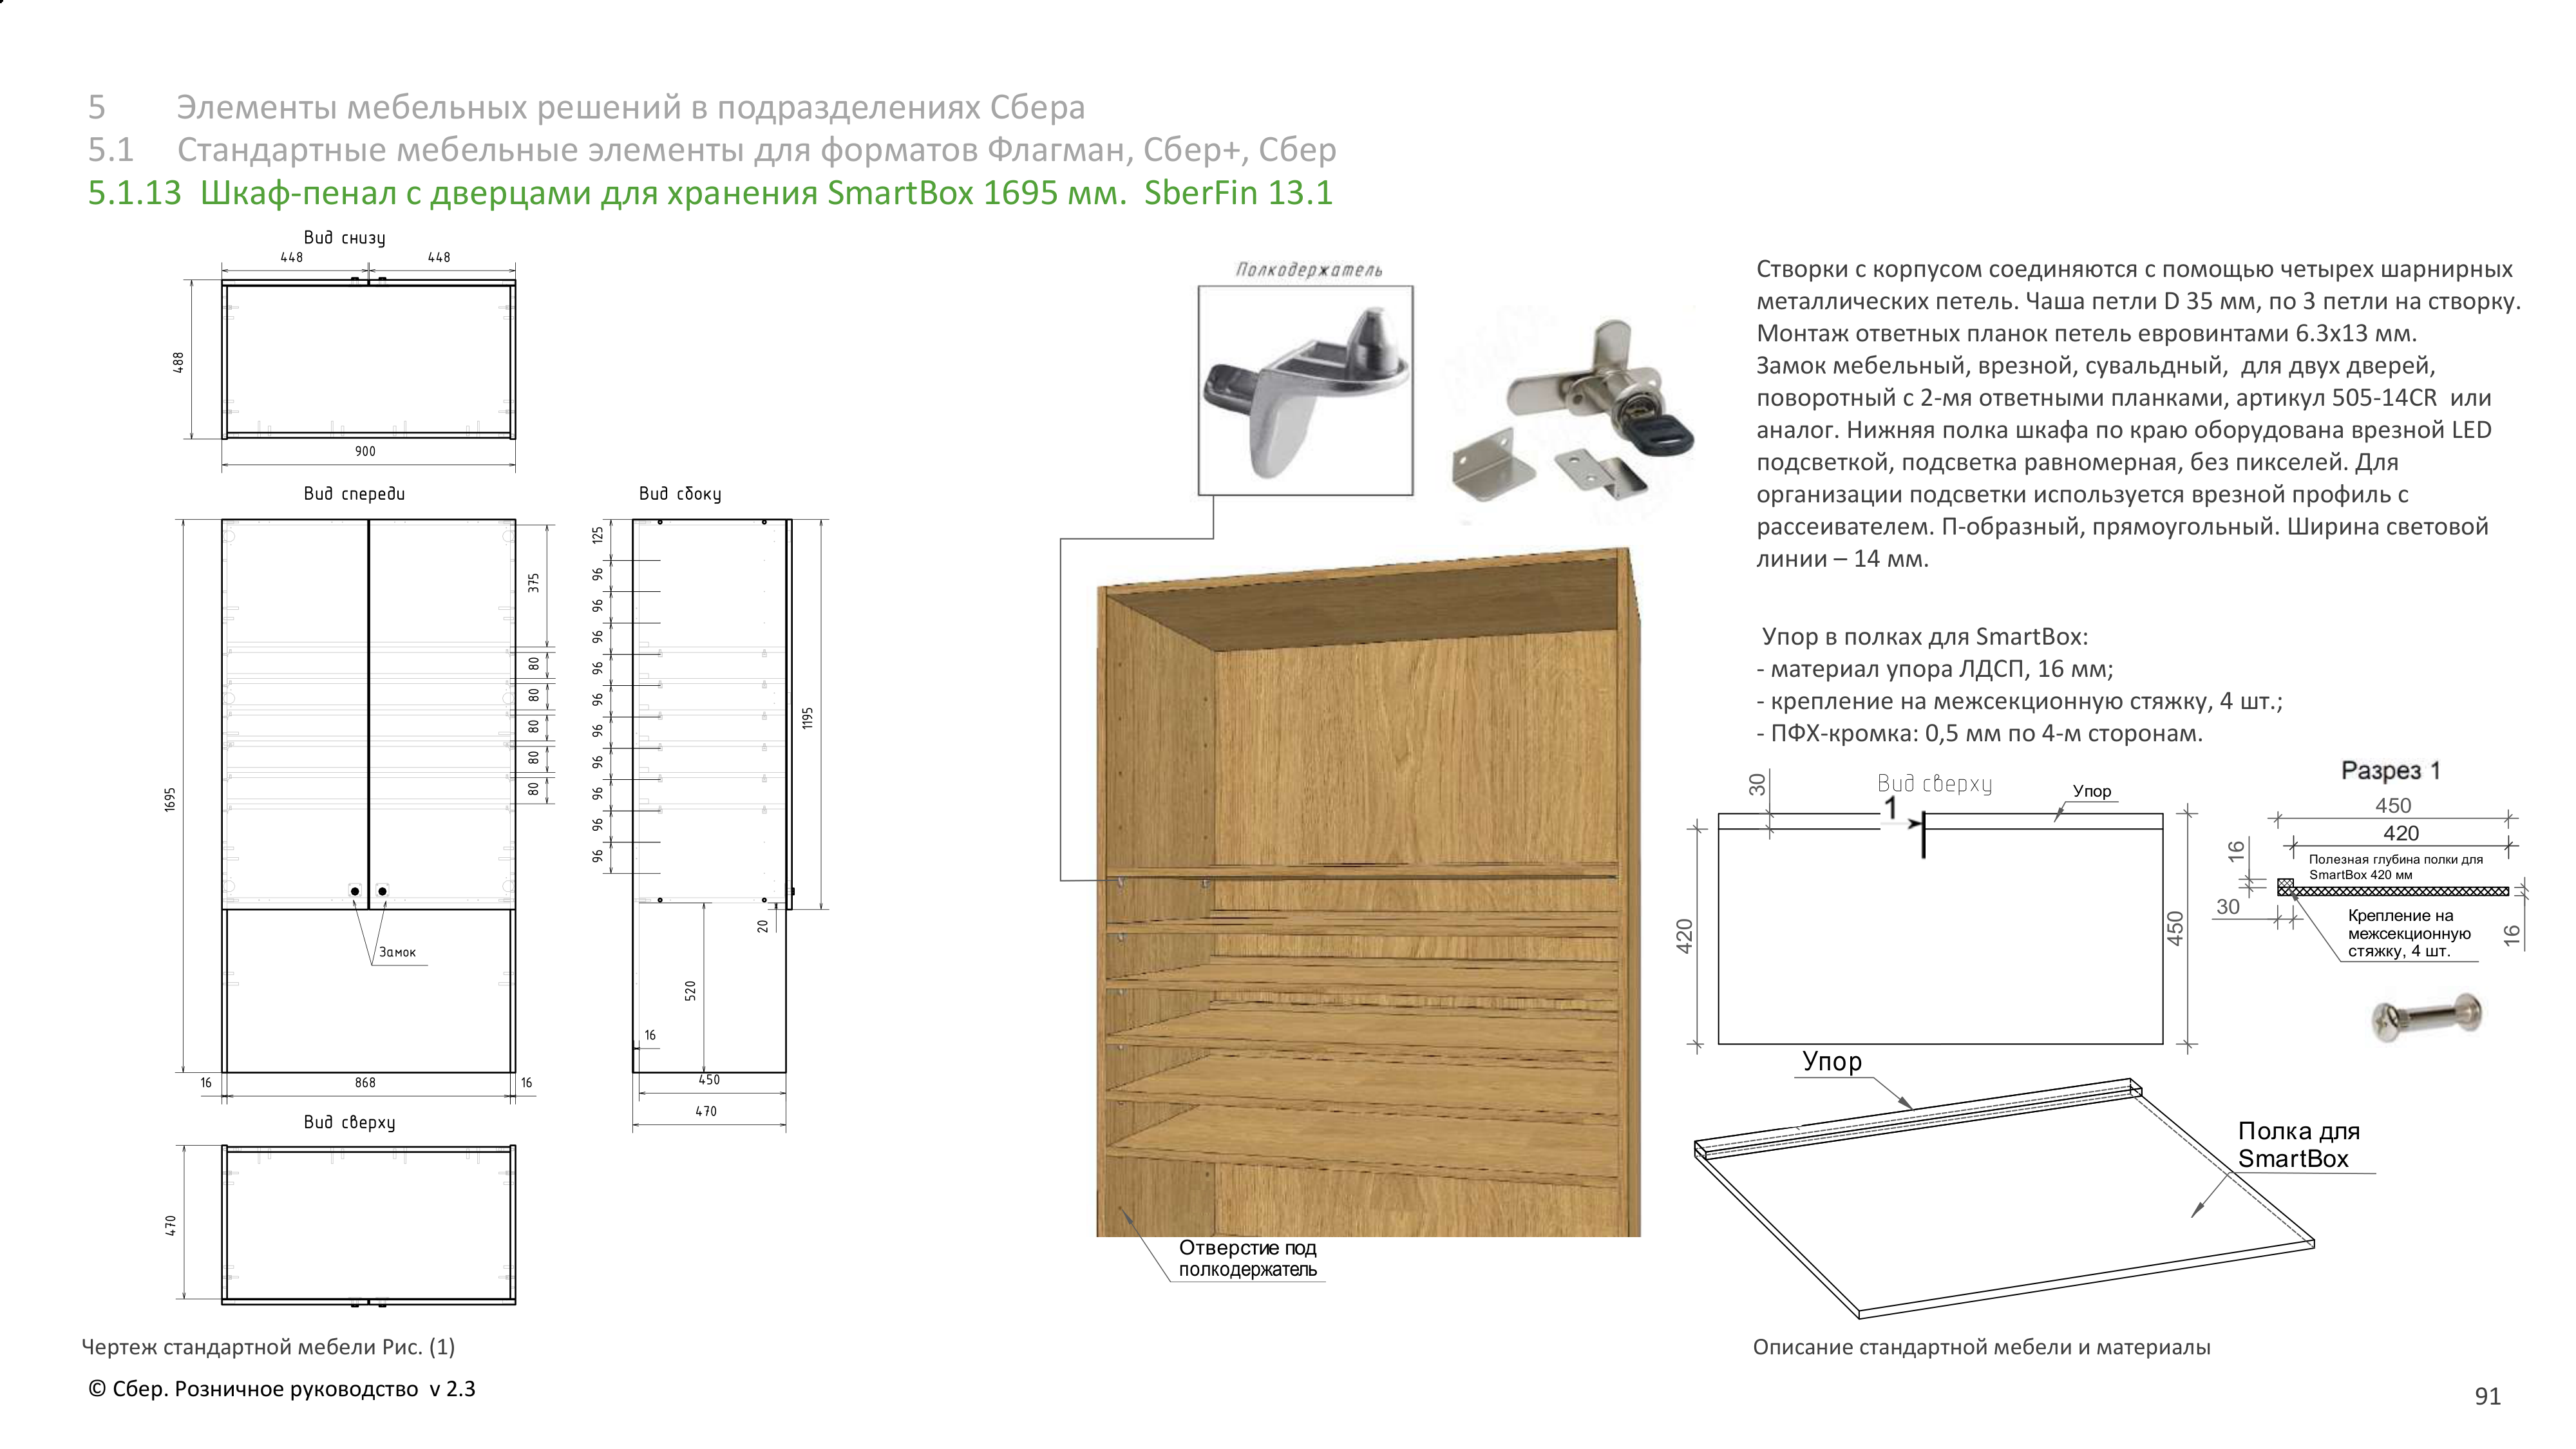 5 Элементы мебельных решений в подразделениях Сбера
5.1 Стандартные мебельные элементы для форматов Флагман, Сбер+, Сбер
5.1.13 Шкаф-пенал с дверцами для хранения SmartBox 1695 мм. SberFin 13.1
Вид снизу
448 448
488
900
Вид спереди
375
80
80
80
80
80
1695
Замок
16 868 16
Вид сбоку
125
96
96
96
96
96
96
96
96
96
96
1195
20
520
16
450
470
Вид сверху
470
Чертеж стандартной мебели Рис. (1)
© Сбер. Розничное руководство v 2.3
Полкодержатель
Отверстие под
полкодержатель
Створки с корпусом соединяются с помощью четырех шарнирных
металлических петель. Чаша петли D 35 мм, по 3 петли на створку.
Монтаж ответных планок петель евровинтами 6.3х13 мм.
Замок мебельный, врезной, сувальдный, для двух дверей,
поворотный с 2-мя ответными планками, артикул 505-14CR или
аналог. Нижняя полка шкафа по краю оборудована врезной LED
подсветкой, подсветка равномерная, без пикселей. Для
организации подсветки используется врезной профиль с
рассеивателем. П-образный, прямоугольный. Ширина световой
линии – 14 мм.
Упор в полках для SmartBox:
- материал упора ЛДСП, 16 мм;
- крепление на межсекционную стяжку, 4 шт.;
- ПФХ-кромка: 0,5 мм по 4-м сторонам.
Вид сверху
30
1
Упор
420
450
Разрез 1
450
420
16
Полезная глубина полки для
SmartBox 420 мм
30
Крепление на
межсекционную
стяжку, 4 шт.
16
Упор
Полка для
SmartBox
Описание стандартной мебели и материалы
91